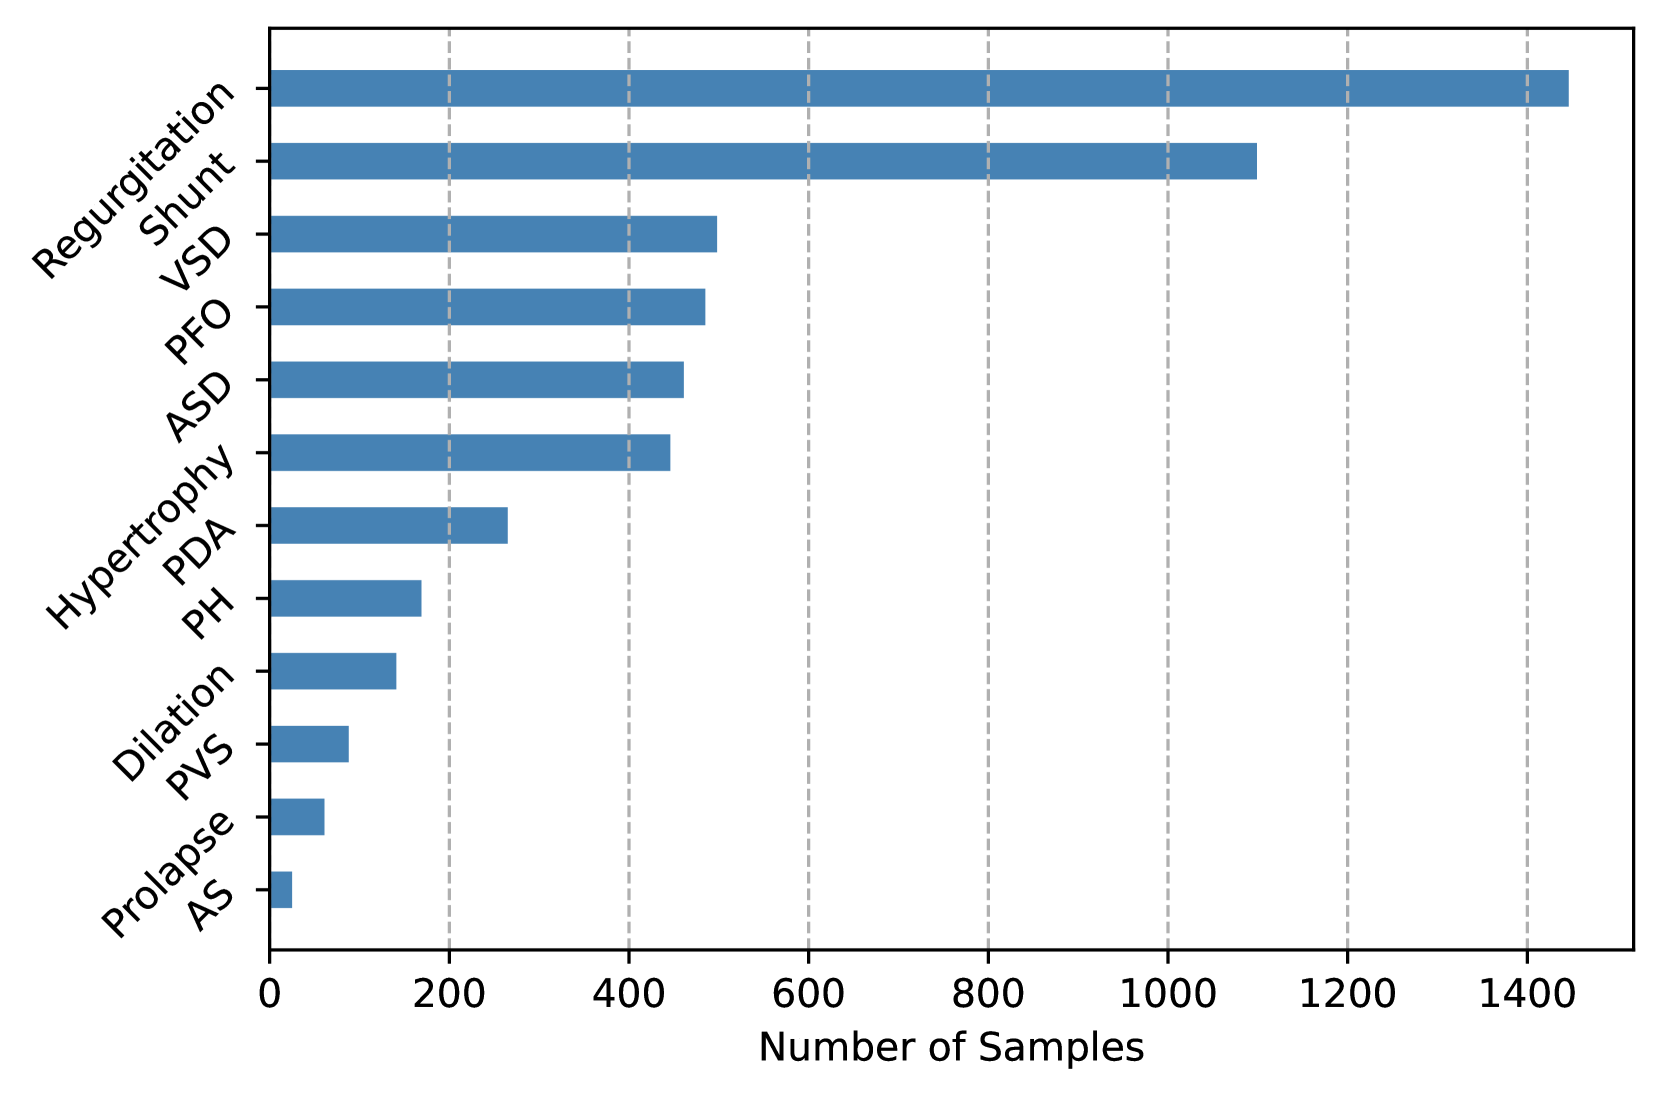 Regurgitation
Shunt
VSD
PFO
ASD
Hypertrophy
PDA
PH
Dilation
PVS
Prolapse
AS
0 200 400 600 800 1000 1200 1400
Number of Samples